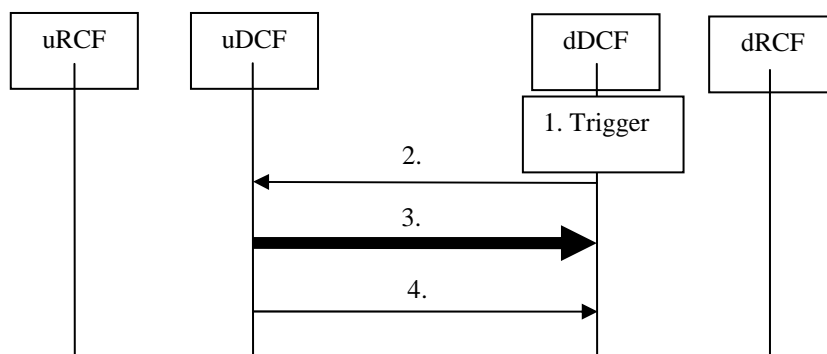 uRCF
uDCF
dDCF
dRCF
1. Trigger
2.
3.
4.